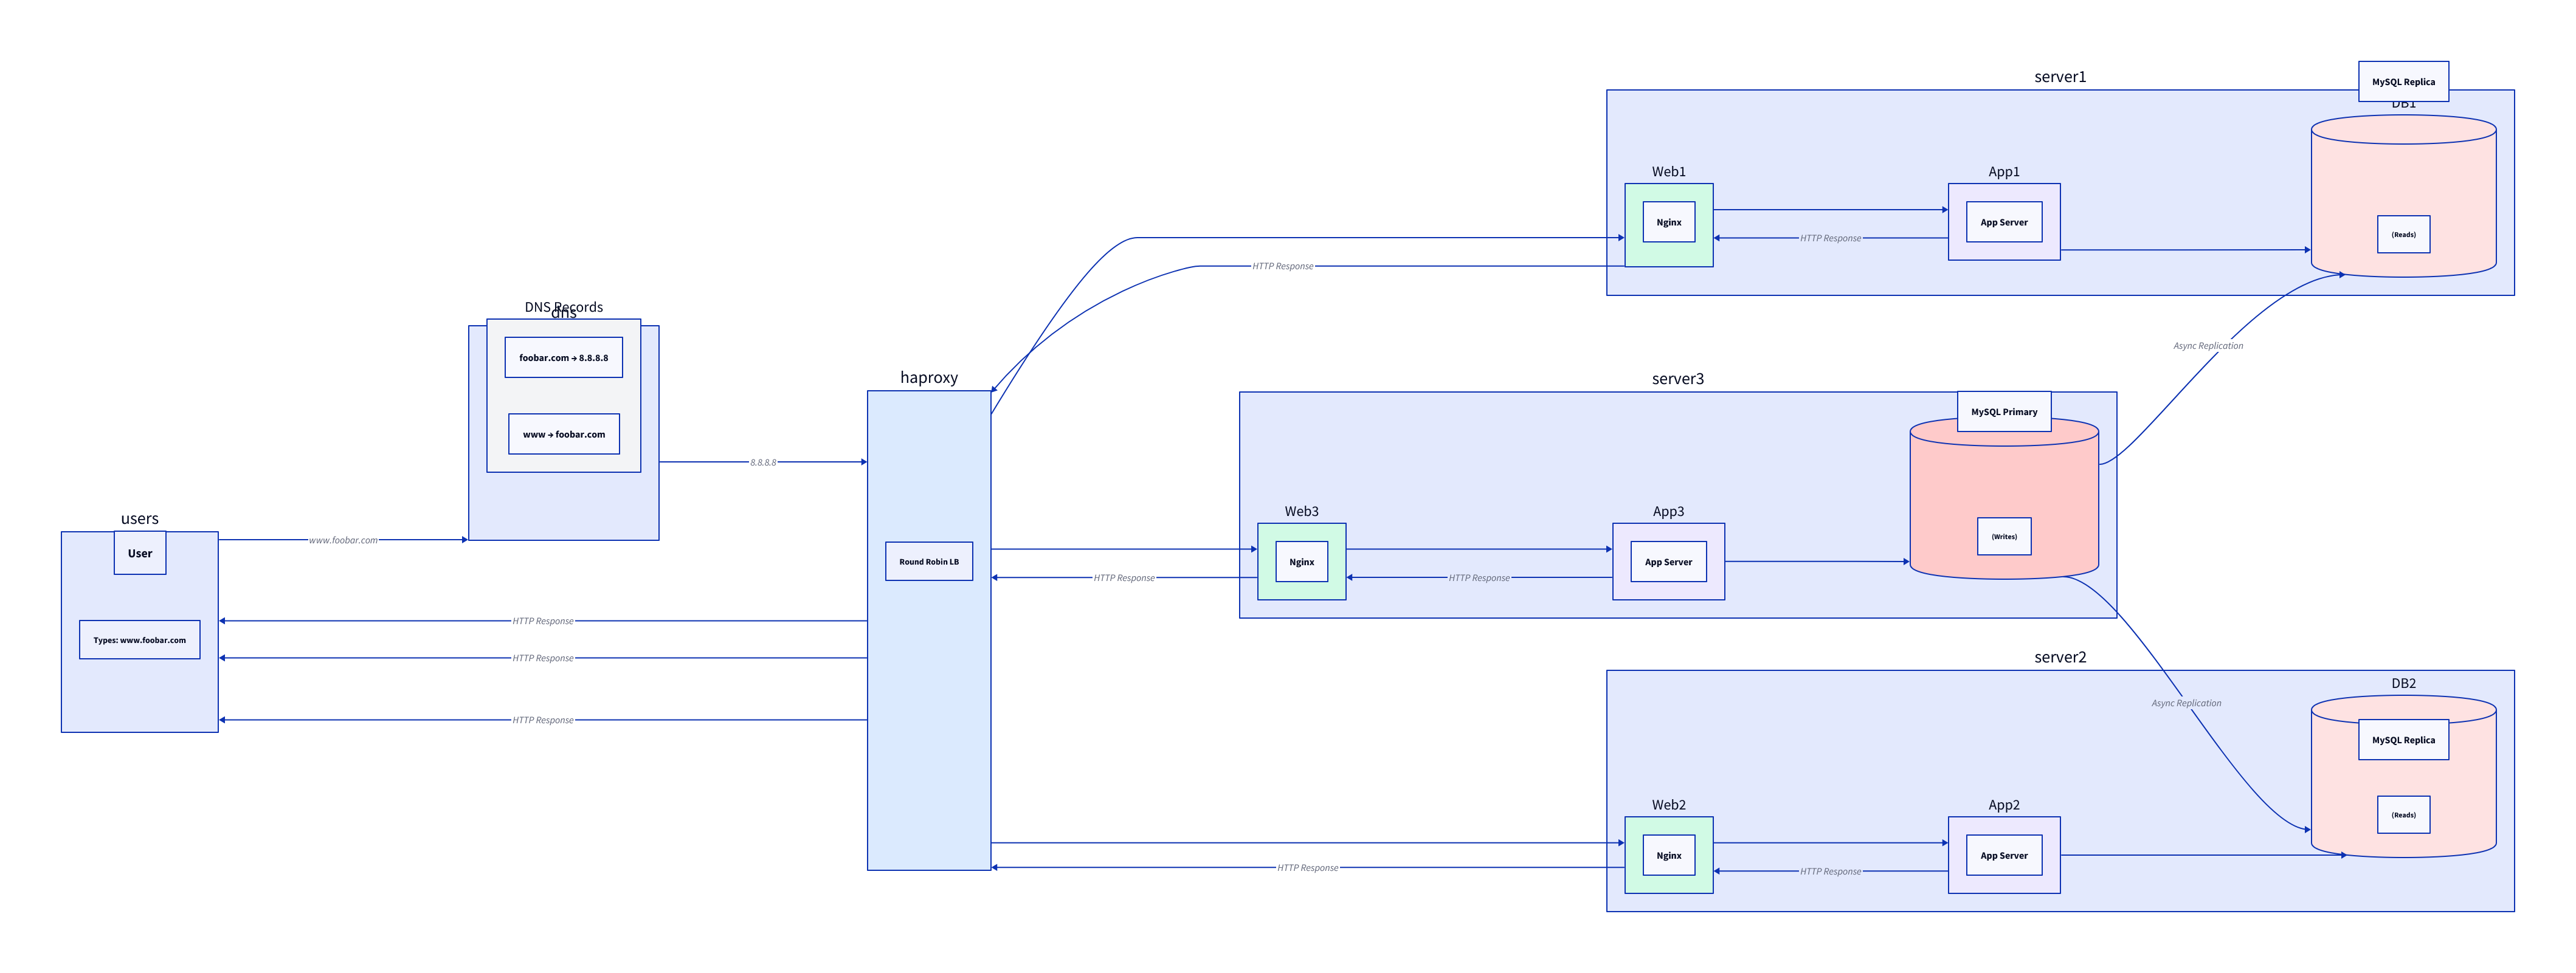 users
User
Types: www.foobar.com
www.foobar.com
DNS Records
dns
foobar.com → 8.8.8.8
www → foobar.com
8.8.8.8
haproxy
Round Robin LB
HTTP Response
HTTP Response
HTTP Response
server1
MySQL Replica
DB1
Web1
Nginx
App1
App Server
(Reads)
HTTP Response
HTTP Response
Async Replication
server3
MySQL Primary
Web3
Nginx
App3
App Server
(Writes)
HTTP Response
HTTP Response
server2
DB2
Async Replication
MySQL Replica
(Reads)
Web2
Nginx
App2
App Server
HTTP Response
HTTP Response